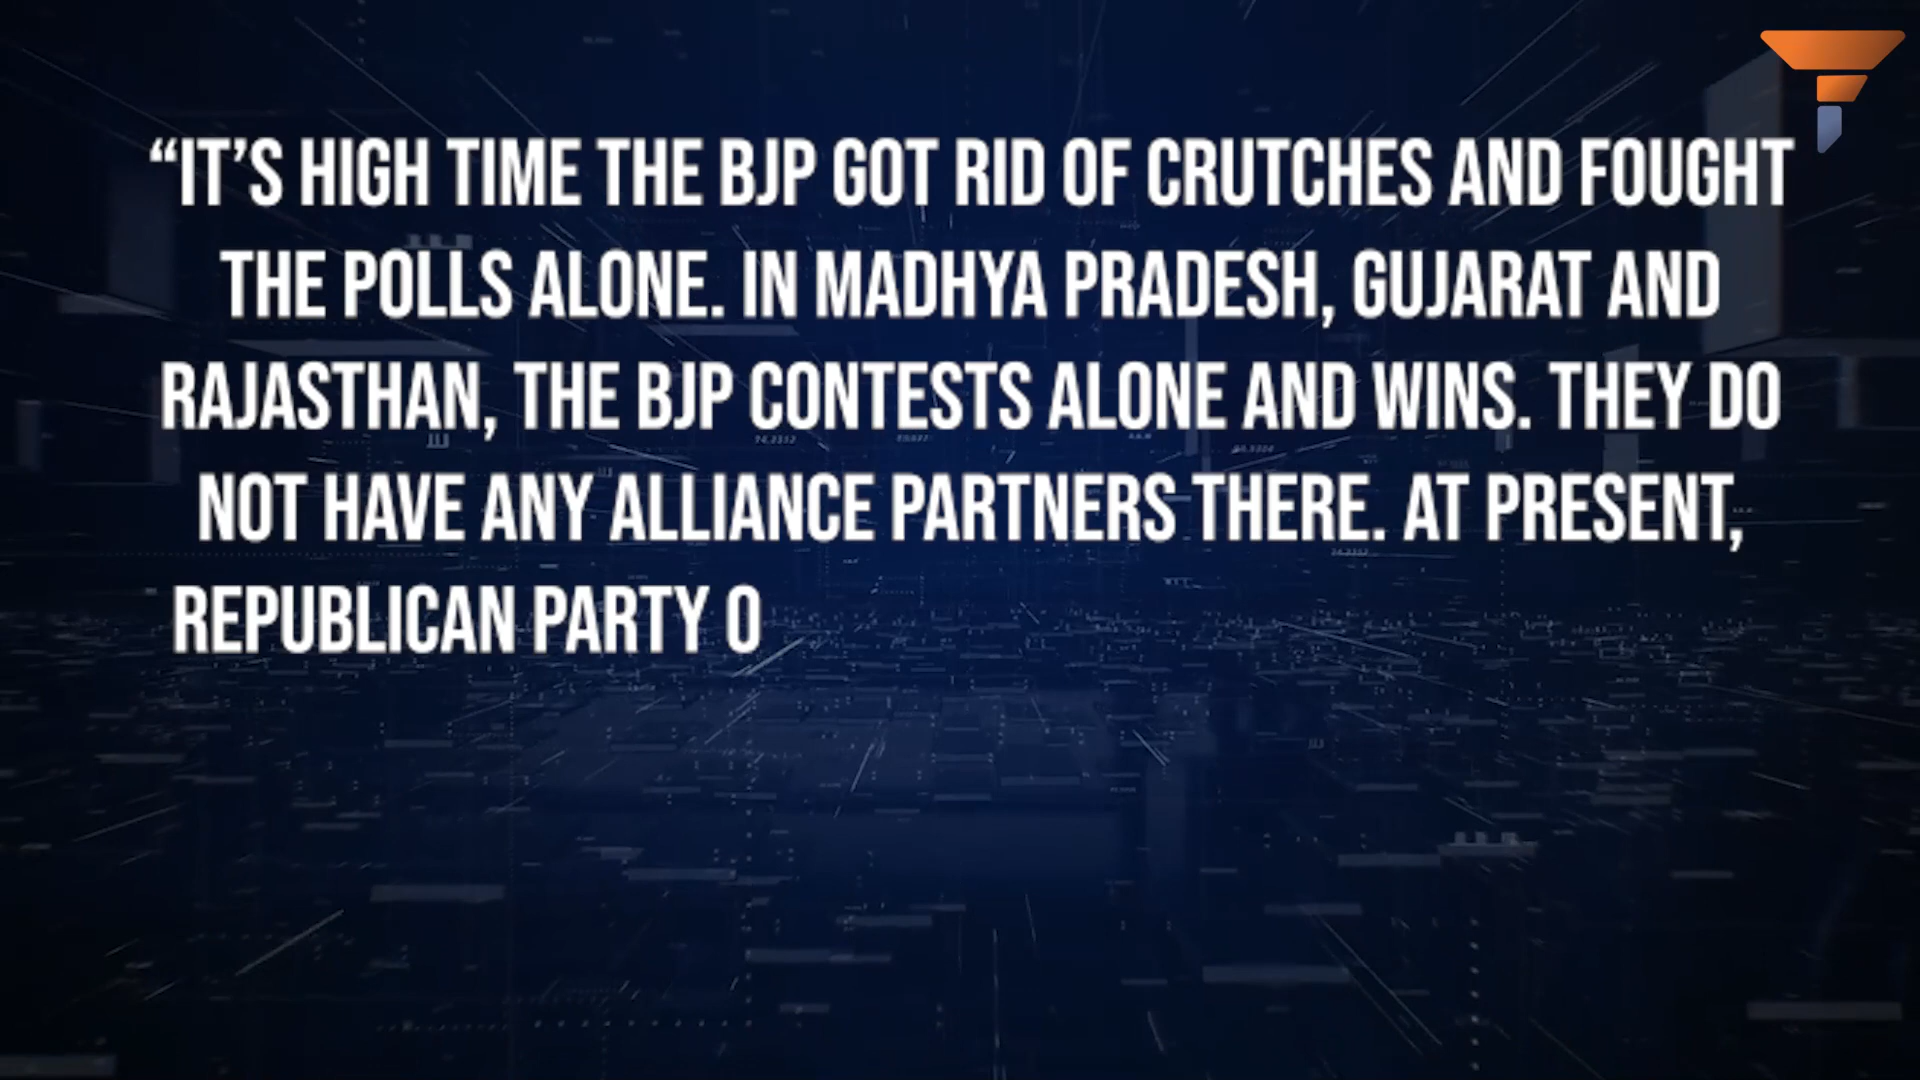 “IT’S HIGH TIME THE BJP GOT RID OF CRUTCHES AND FOUGHT
THE POLLS ALONE. IN MADHYA PRADESH, GUJARAT AND
RAJASTHAN, THE BJP CONTESTS ALONE AND WINS. THEY DO
NOT HAVE ANY ALLIANCE PARTNERS THERE. AT PRESENT,
REPUBLICAN PARTY O